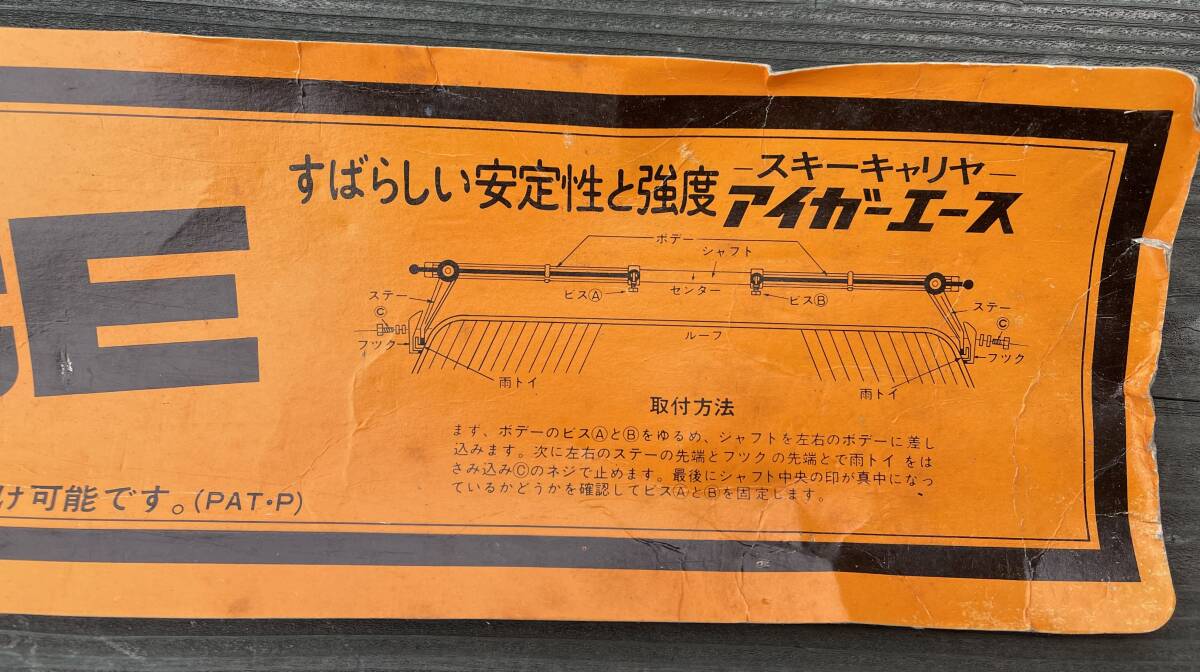 CE
け可能です。(PAT・P)
すばらしい安定性と強度
―スキーキャリヤ―
アイガーエース
ボデー
シャフト
センター
ビスⒶ
ビスⒷ
ステー
Ⓒ
フック
雨トイ
ルーフ
ステー
Ⓒ
フック
雨トイ
取付方法
まず、ボデーのビスⒶとⒷをゆるめ、シャフトを左右のボデーに差し
込みます。次に左右のステーの先端とフックの先端とで雨トイをは
さみ込みⒸのネジで止めます。最後にシャフト中央の印が真中になっ
ているかどうかを確認してビスⒶとⒷを固定します。